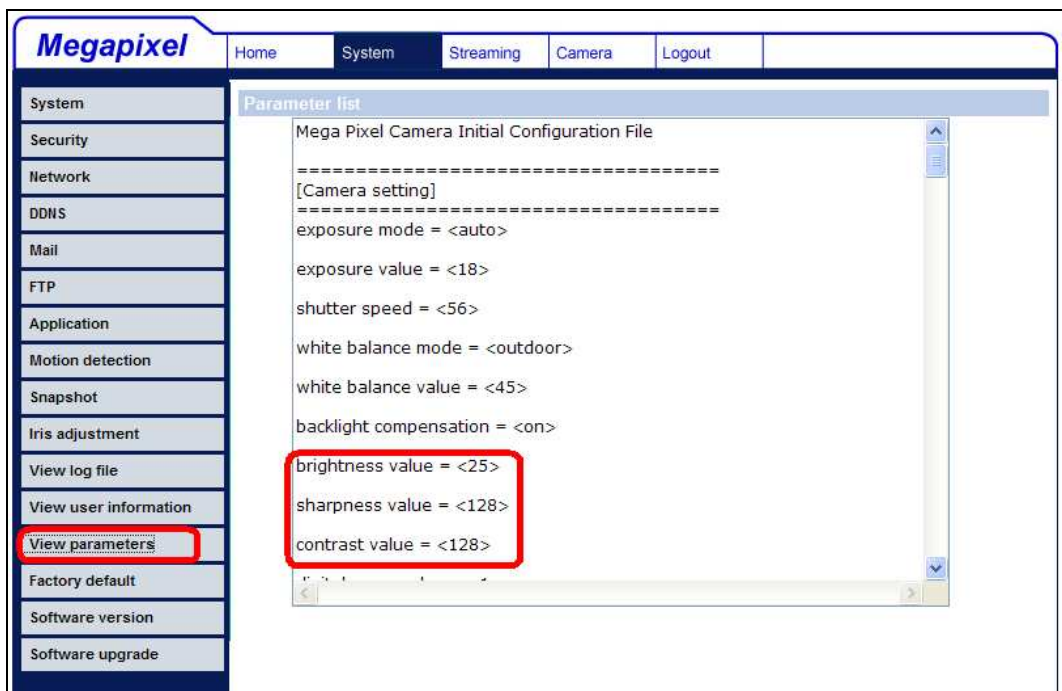 Megapixel
Home System Streaming Camera Logout
System
Security
Network
DDNS
Mail
FTP
Application
Motion detection
Snapshot
Iris adjustment
View log file
View user information
View parameters
Factory default
Software version
Software upgrade
Parameter list
Mega Pixel Camera Initial Configuration File
====================================
[Camera setting]
====================================
exposure mode = <auto>
exposure value = <18>
shutter speed = <56>
white balance mode = <outdoor>
white balance value = <45>
backlight compensation = <on>
brightness value = <25>
sharpness value = <128>
contrast value = <128>